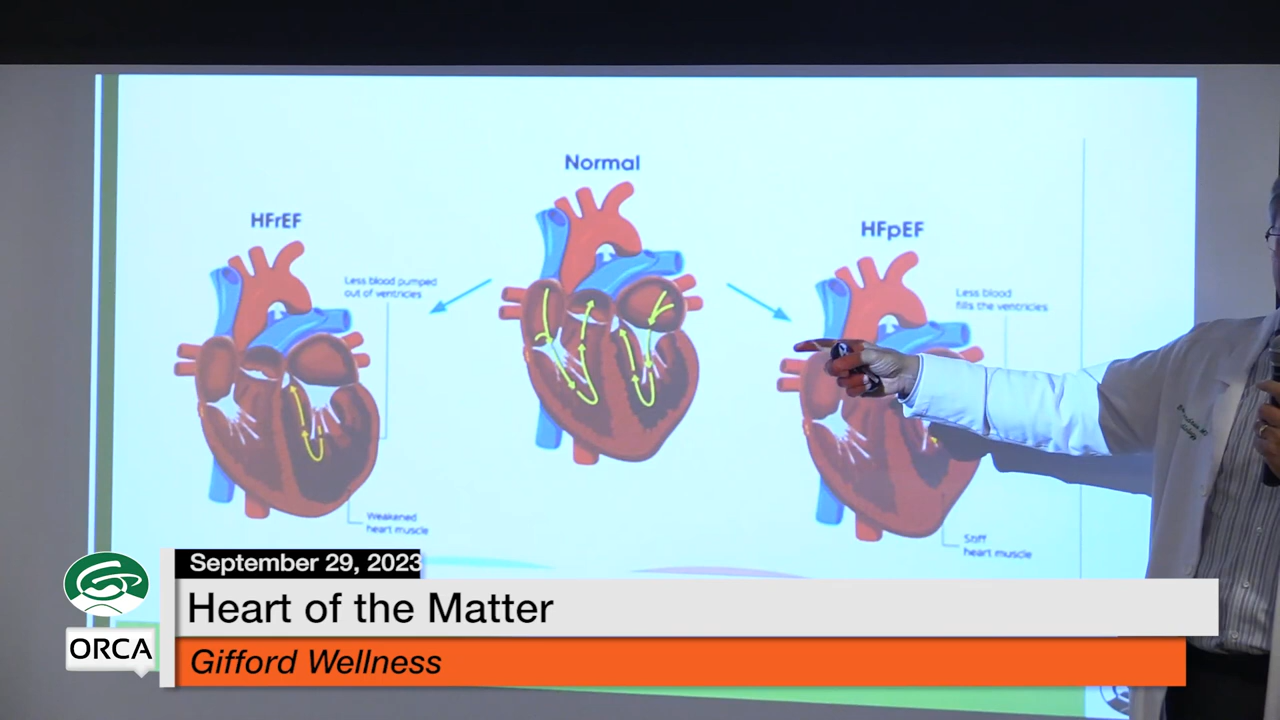 Normal
HFrEF
HFpEF
Less blood pumped
out of ventricles
Less blood
fills the ventricles
Weakened
heart muscle
Stiff
heart muscle
September 29, 2023
Heart of the Matter
ORCA
Gifford Wellness